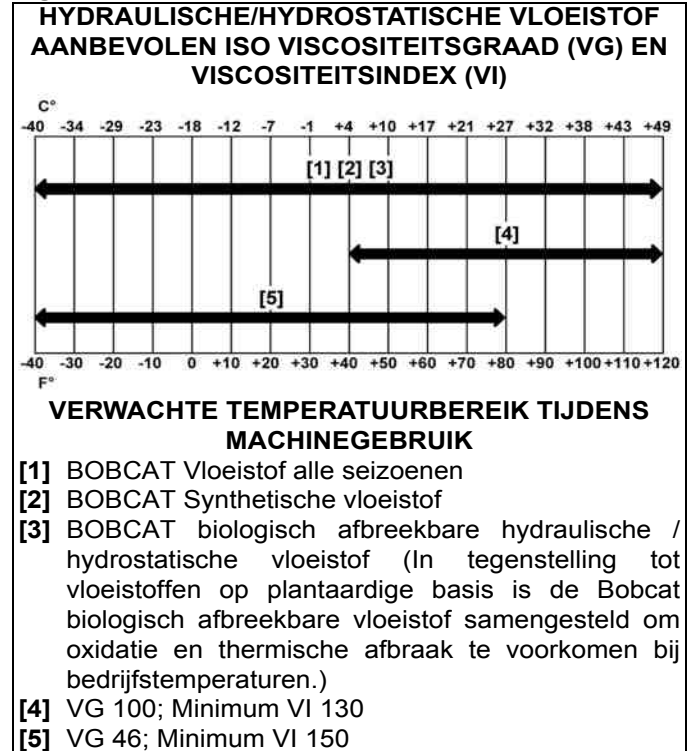 HYDRAULISCHE/HYDROSTATISCHE VLOEISTOF
AANBEVOLEN ISO VISCOSITEITSGRAAD (VG) EN
VISCOSITEITSINDEX (VI)
C°
-40 -34 -29 -23 -18 -12 -7 -1 +4 +10 +17 +21 +27 +32 +38 +43 +49
[1] [2] [3]
[4]
[5]
-40 -30 -20 -10 0 +10 +20 +30 +40 +50 +60 +70 +80 +90 +100 +110 +120
F°
VERWACHTE TEMPERATUURBEREIK TIJDENS
MACHINEGEBRUIK
[1] BOBCAT Vloeistof alle seizoenen
[2] BOBCAT Synthetische vloeistof
[3] BOBCAT biologisch afbreekbare hydraulische /
hydrostatische vloeistof (In tegenstelling tot
vloeistoffen op plantaardige basis is de Bobcat
biologisch afbreekbare vloeistof samengesteld om
oxidatie en thermische afbraak te voorkomen bij
bedrijfstemperaturen.)
[4] VG 100; Minimum VI 130
[5] VG 46; Minimum VI 150